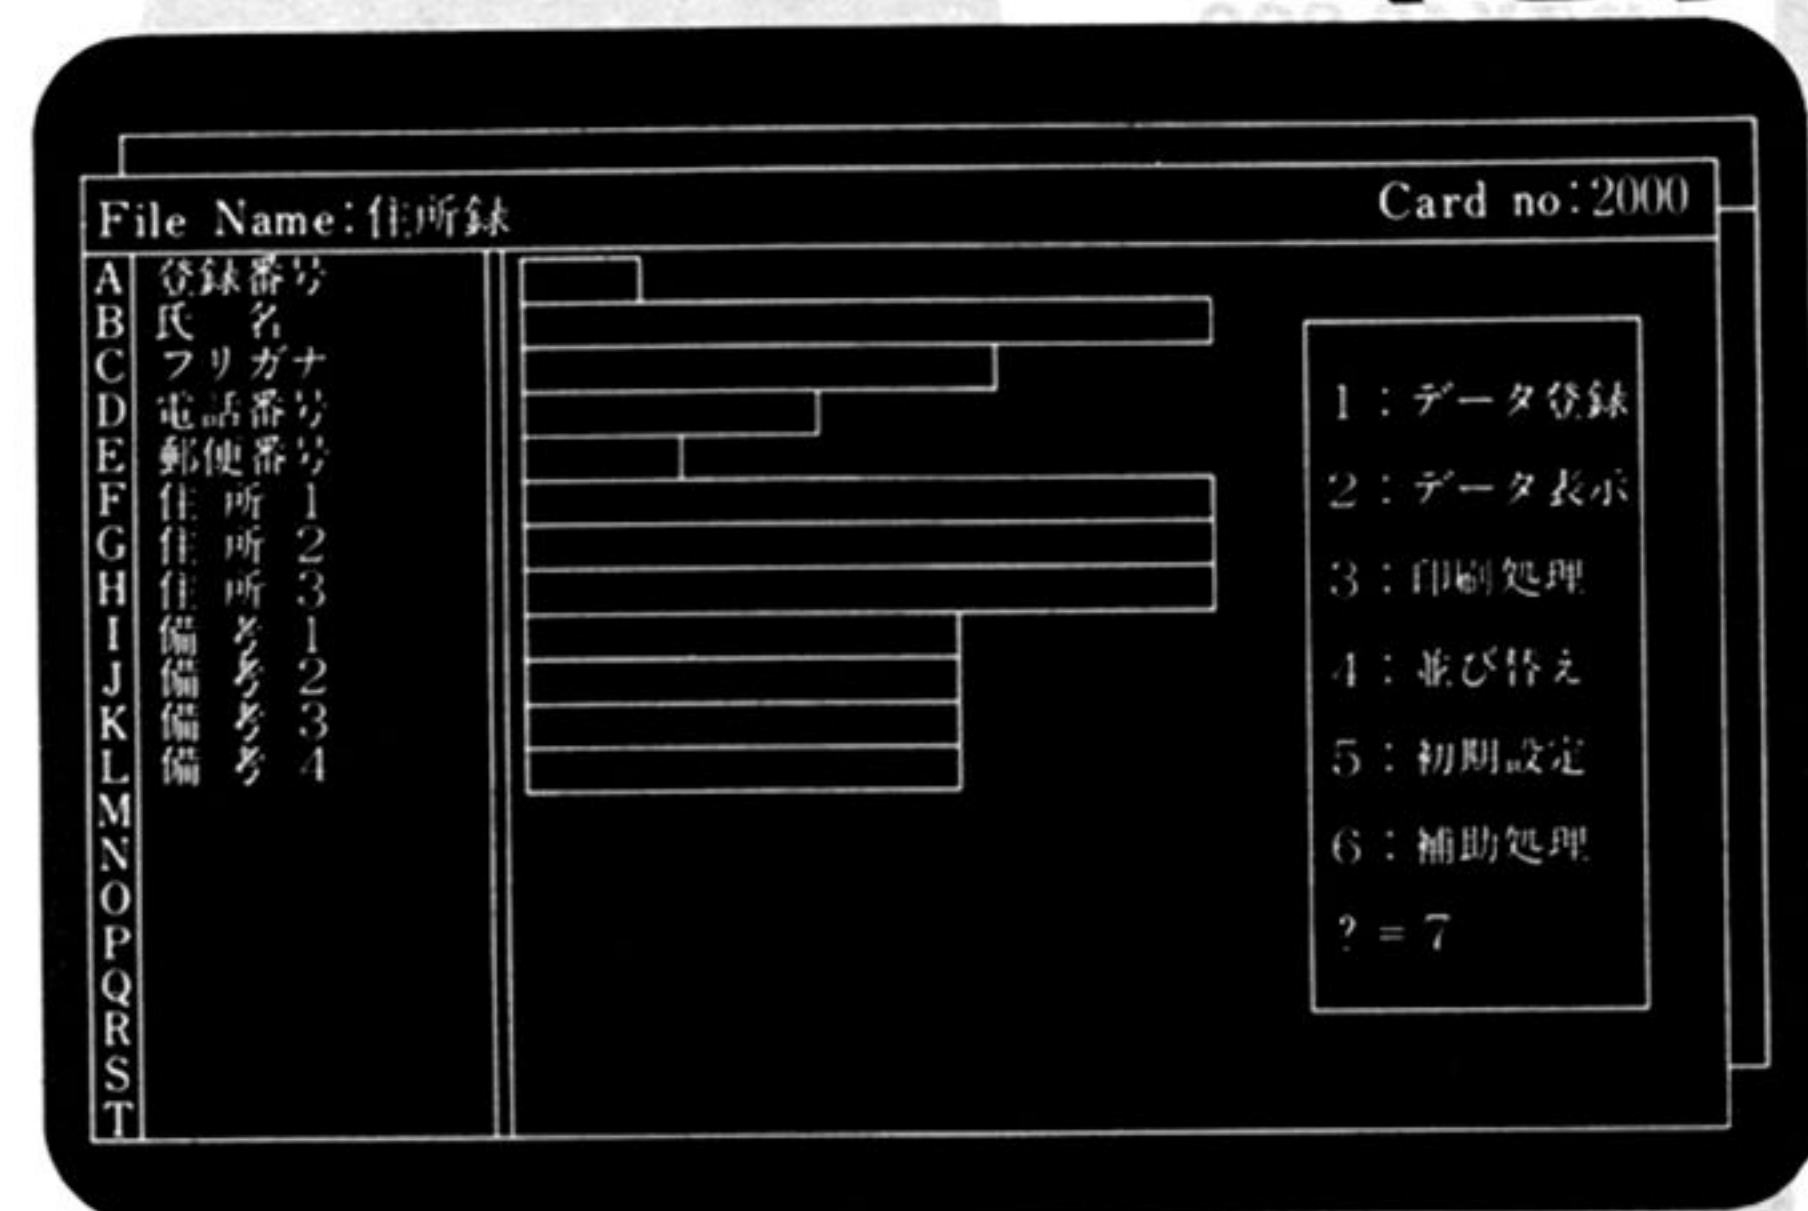 File Name:住所録
Card no:2000
A 登録番号
B 氏 名
C フリガナ
D 電話番号
E 郵便番号
F 住 所 1
G 住 所 2
H 住 所 3
I 備 考 1
J 備 考 2
K 備 考 3
L 備 考 4
M
N
O
P
Q
R
S
T
1:データ登録
2:データ表示
3:印刷処理
4:並び替え
5:初期設定
6:補助処理
?=7